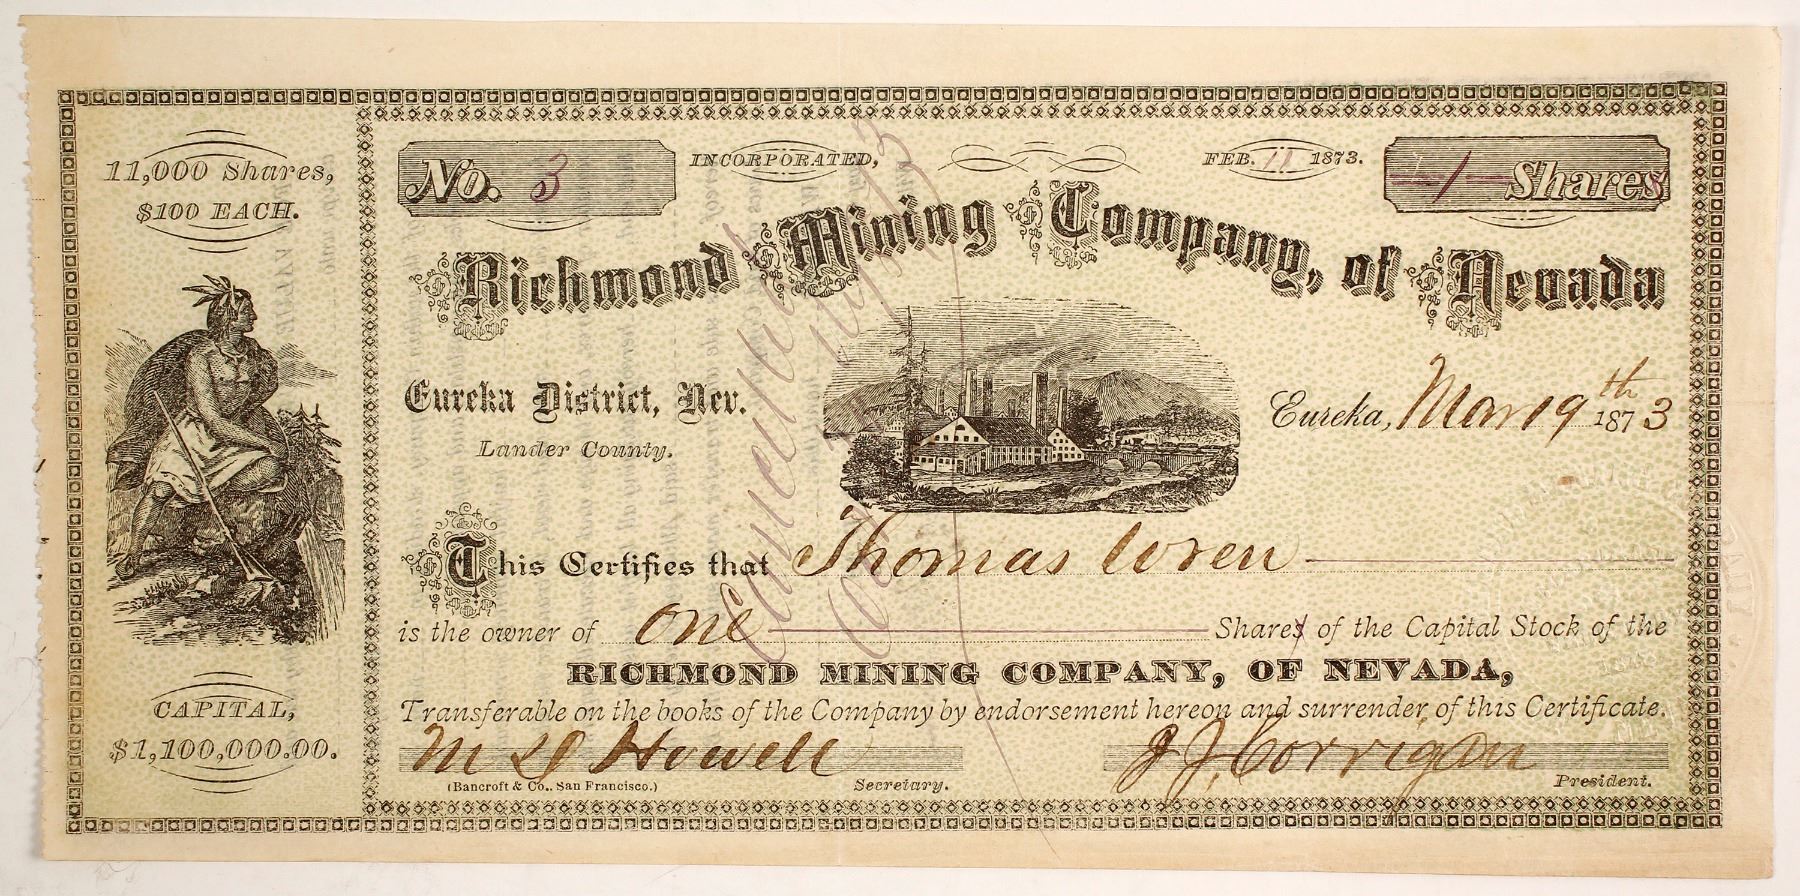 11,000 Shares,
$100 EACH.
CAPITAL,
$1,100,000.00.
No. 3
INCORPORATED, FEB. 11 1873.
1 Shares
Richmond Mining Company, of Nevada
Eureka District, Nev.
Lander County.
Eureka, Mar 19th 1873
This Certifies that Thomas Wren
is the owner of One Shares of the Capital Stock of the
RICHMOND MINING COMPANY, OF NEVADA,
Transferable on the books of the Company by endorsement hereon and surrender of this Certificate.
M D Howell
Secretary.
J J Corrigan
President.
(Bancroft & Co., San Francisco.)
Cancelled